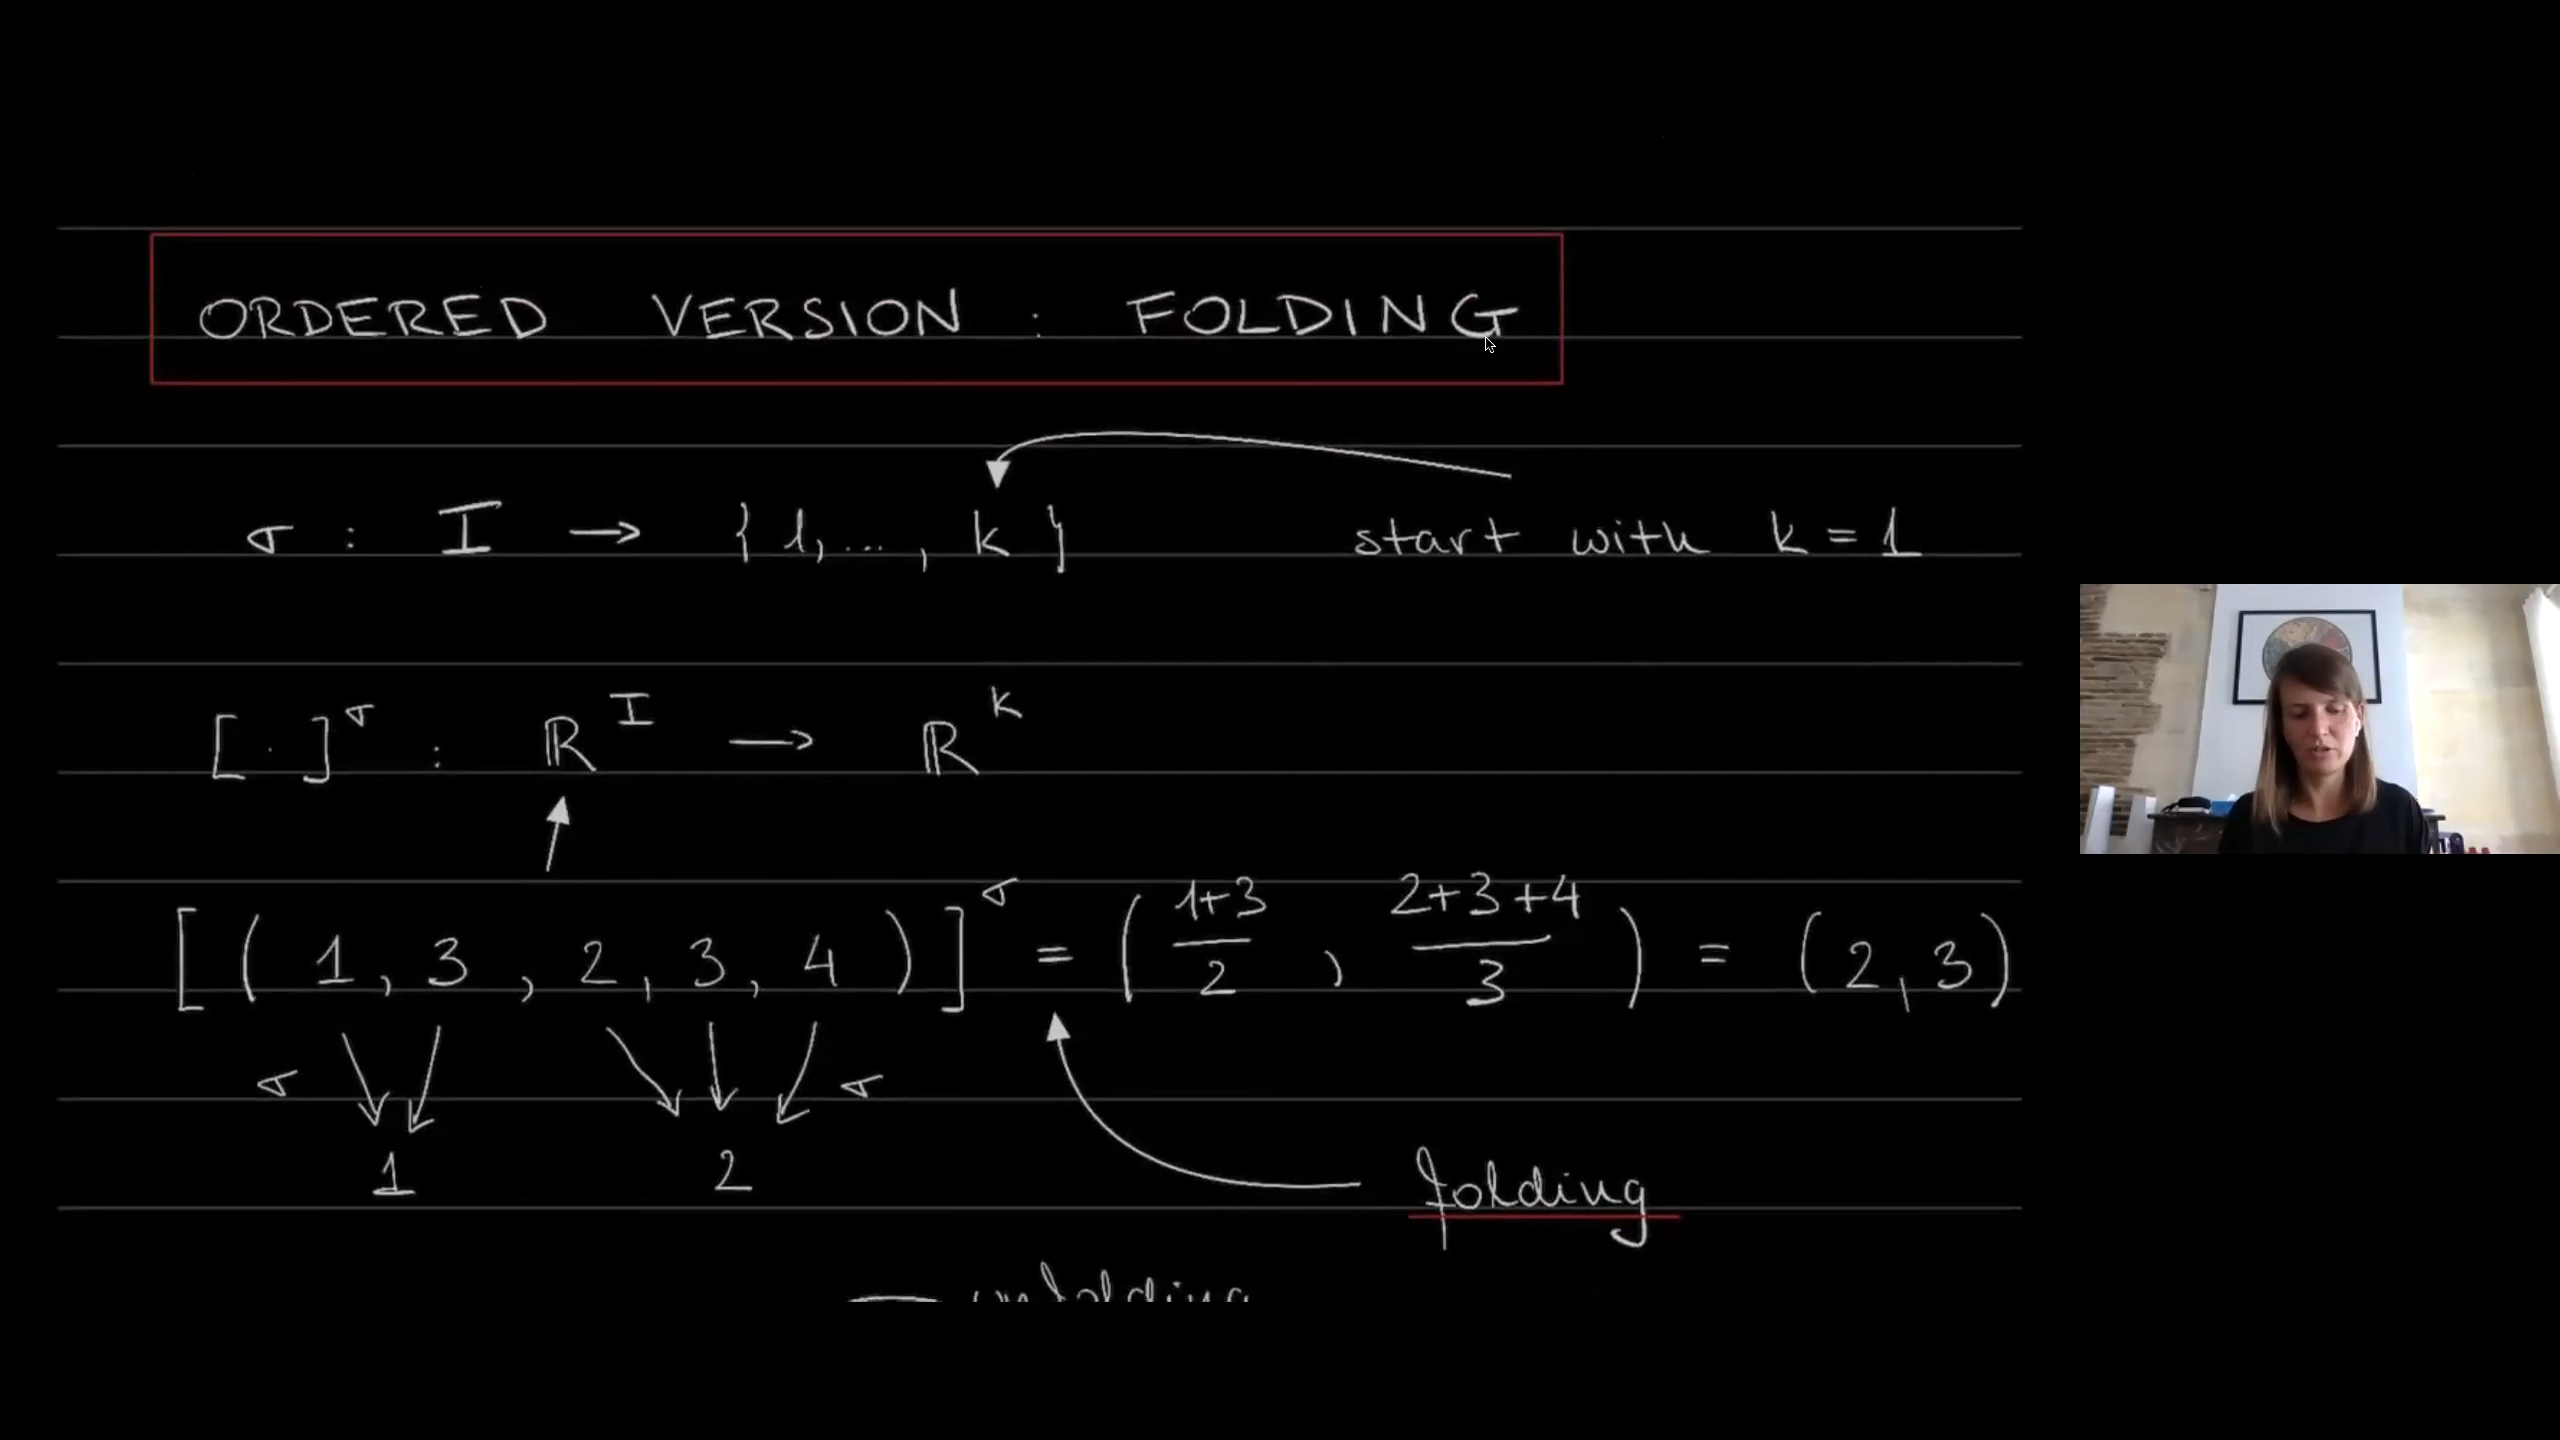 ORDERED VERSION : FOLDING
σ : I → { 1, ... , k } start with k = 1
[ · ]^σ : ℝ^I → ℝ^k
[ ( 1 , 3 , 2 , 3 , 4 ) ]^σ = ( (1+3)/2 , (2+3+4)/3 ) = ( 2 , 3 )
σ σ
1 2
folding
unfolding